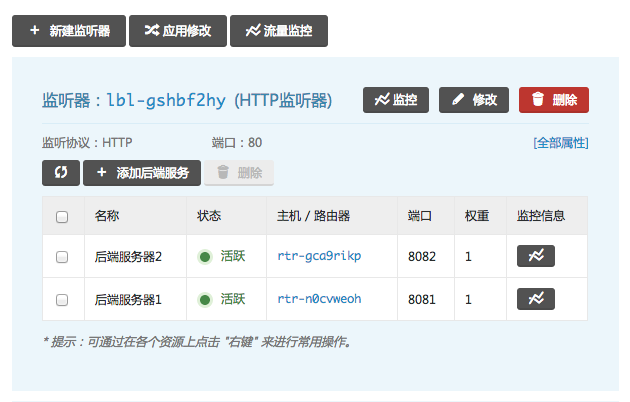 + 新建监听器 应用修改 流量监控
监听器：lbl-gshbf2hy (HTTP监听器) 监控 修改 删除
监听协议：HTTP 端口：80 [全部属性]
+ 添加后端服务 删除
名称 状态 主机 / 路由器 端口 权重 监控信息
后端服务器2 活跃 rtr-gca9rikp 8082 1
后端服务器1 活跃 rtr-n0cvweoh 8081 1
* 提示：可通过在各个资源上点击 "右键" 来进行常用操作。